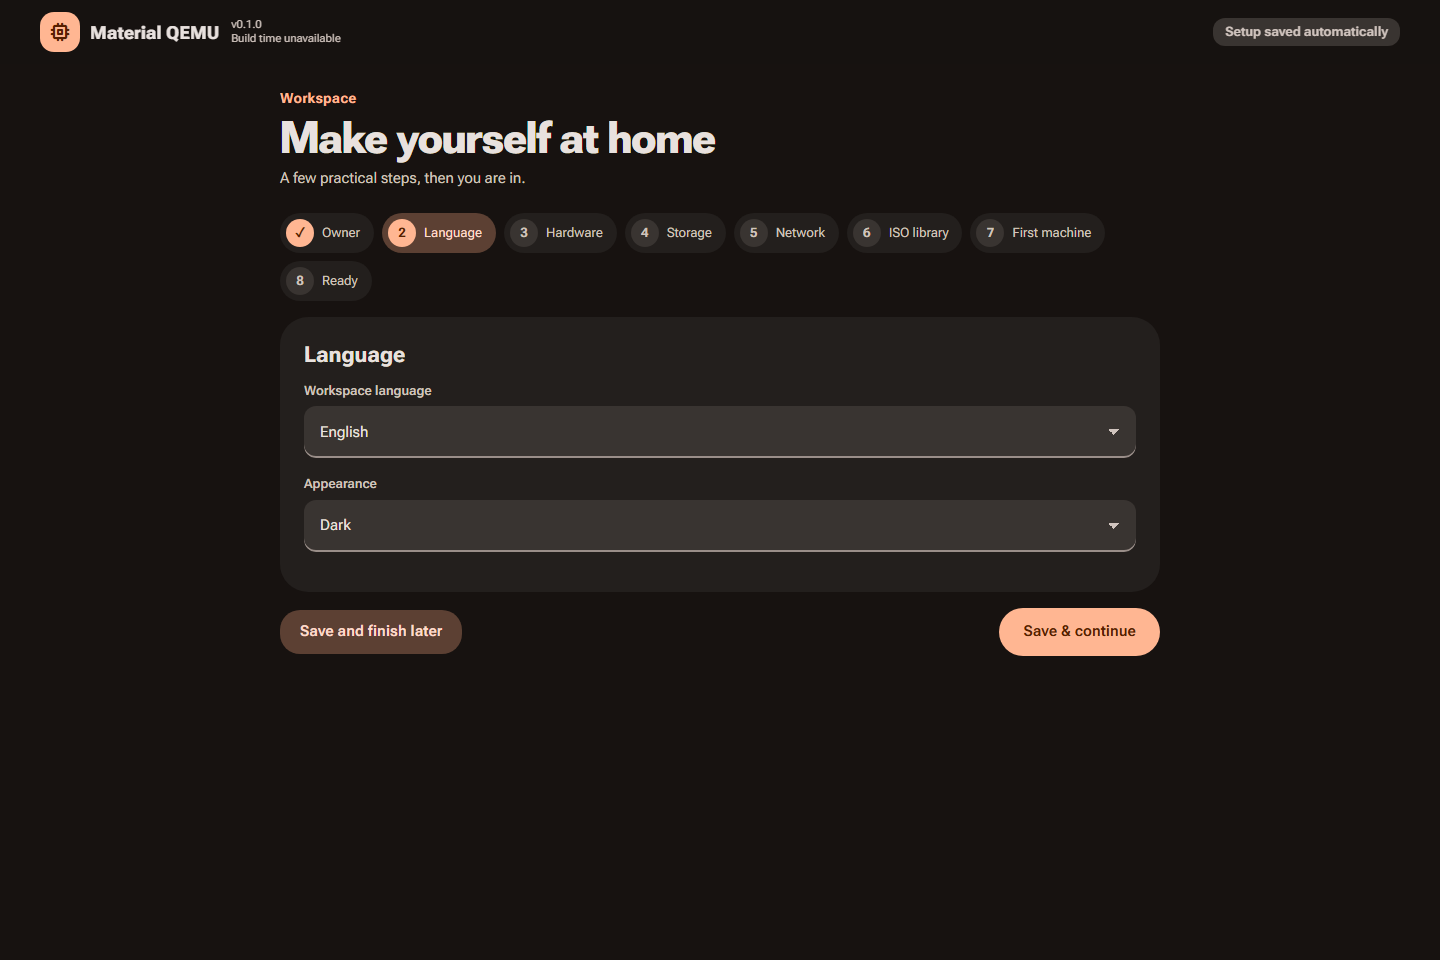 Material QEMU
v0.1.0
Build time unavailable
Setup saved automatically
Workspace
Make yourself at home
A few practical steps, then you are in.
✓ Owner
2 Language
3 Hardware
4 Storage
5 Network
6 ISO library
7 First machine
8 Ready
Language
Workspace language
English
Appearance
Dark
Save and finish later
Save & continue